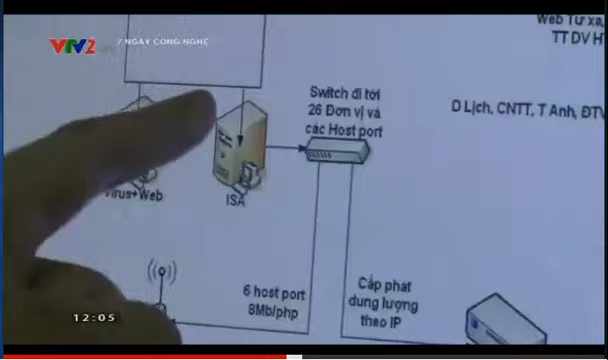 VTV2
7 NGÀY CÔNG NGHỆ
Web Từ xa,
TT DV
Switch đi tới
26 Đơn vị và
các Host port
D Lịch, CNTT, T Anh, ĐTV
Virus+Web
ISA
6 host port
8Mb/php
Cấp phát
dung lượng
theo IP
12:05